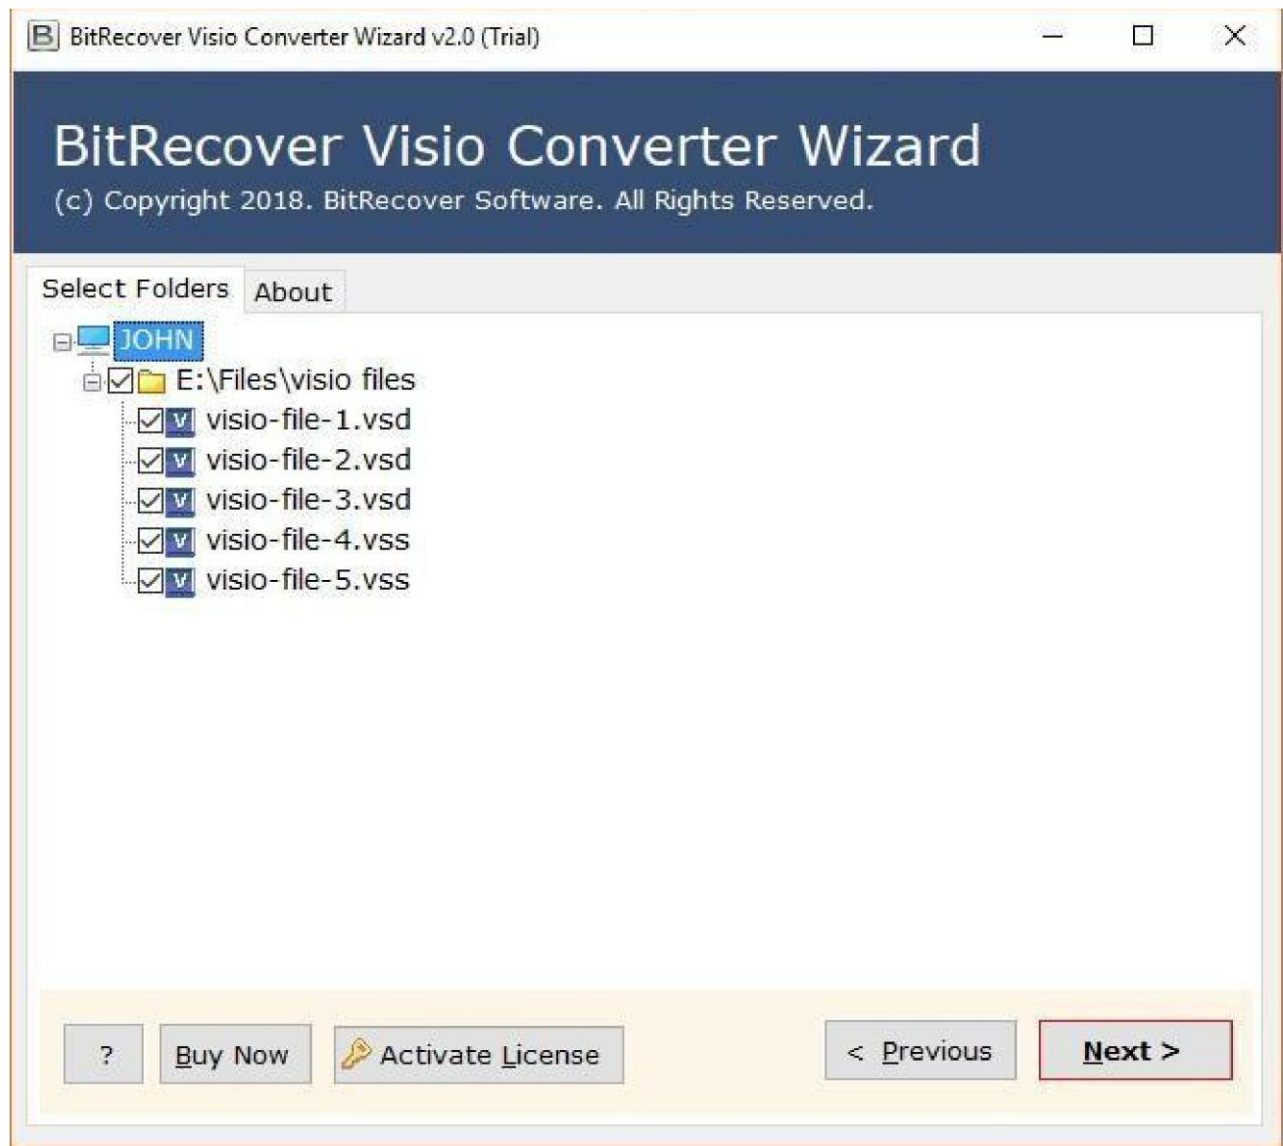 B BitRecover Visio Converter Wizard v2.0 (Trial)
BitRecover Visio Converter Wizard
(c) Copyright 2018. BitRecover Software. All Rights Reserved.
Select Folders About
JOHN
E:\Files\visio files
V visio-file-1.vsd
V visio-file-2.vsd
V visio-file-3.vsd
V visio-file-4.vss
V visio-file-5.vss
? Buy Now Activate License < Previous Next >